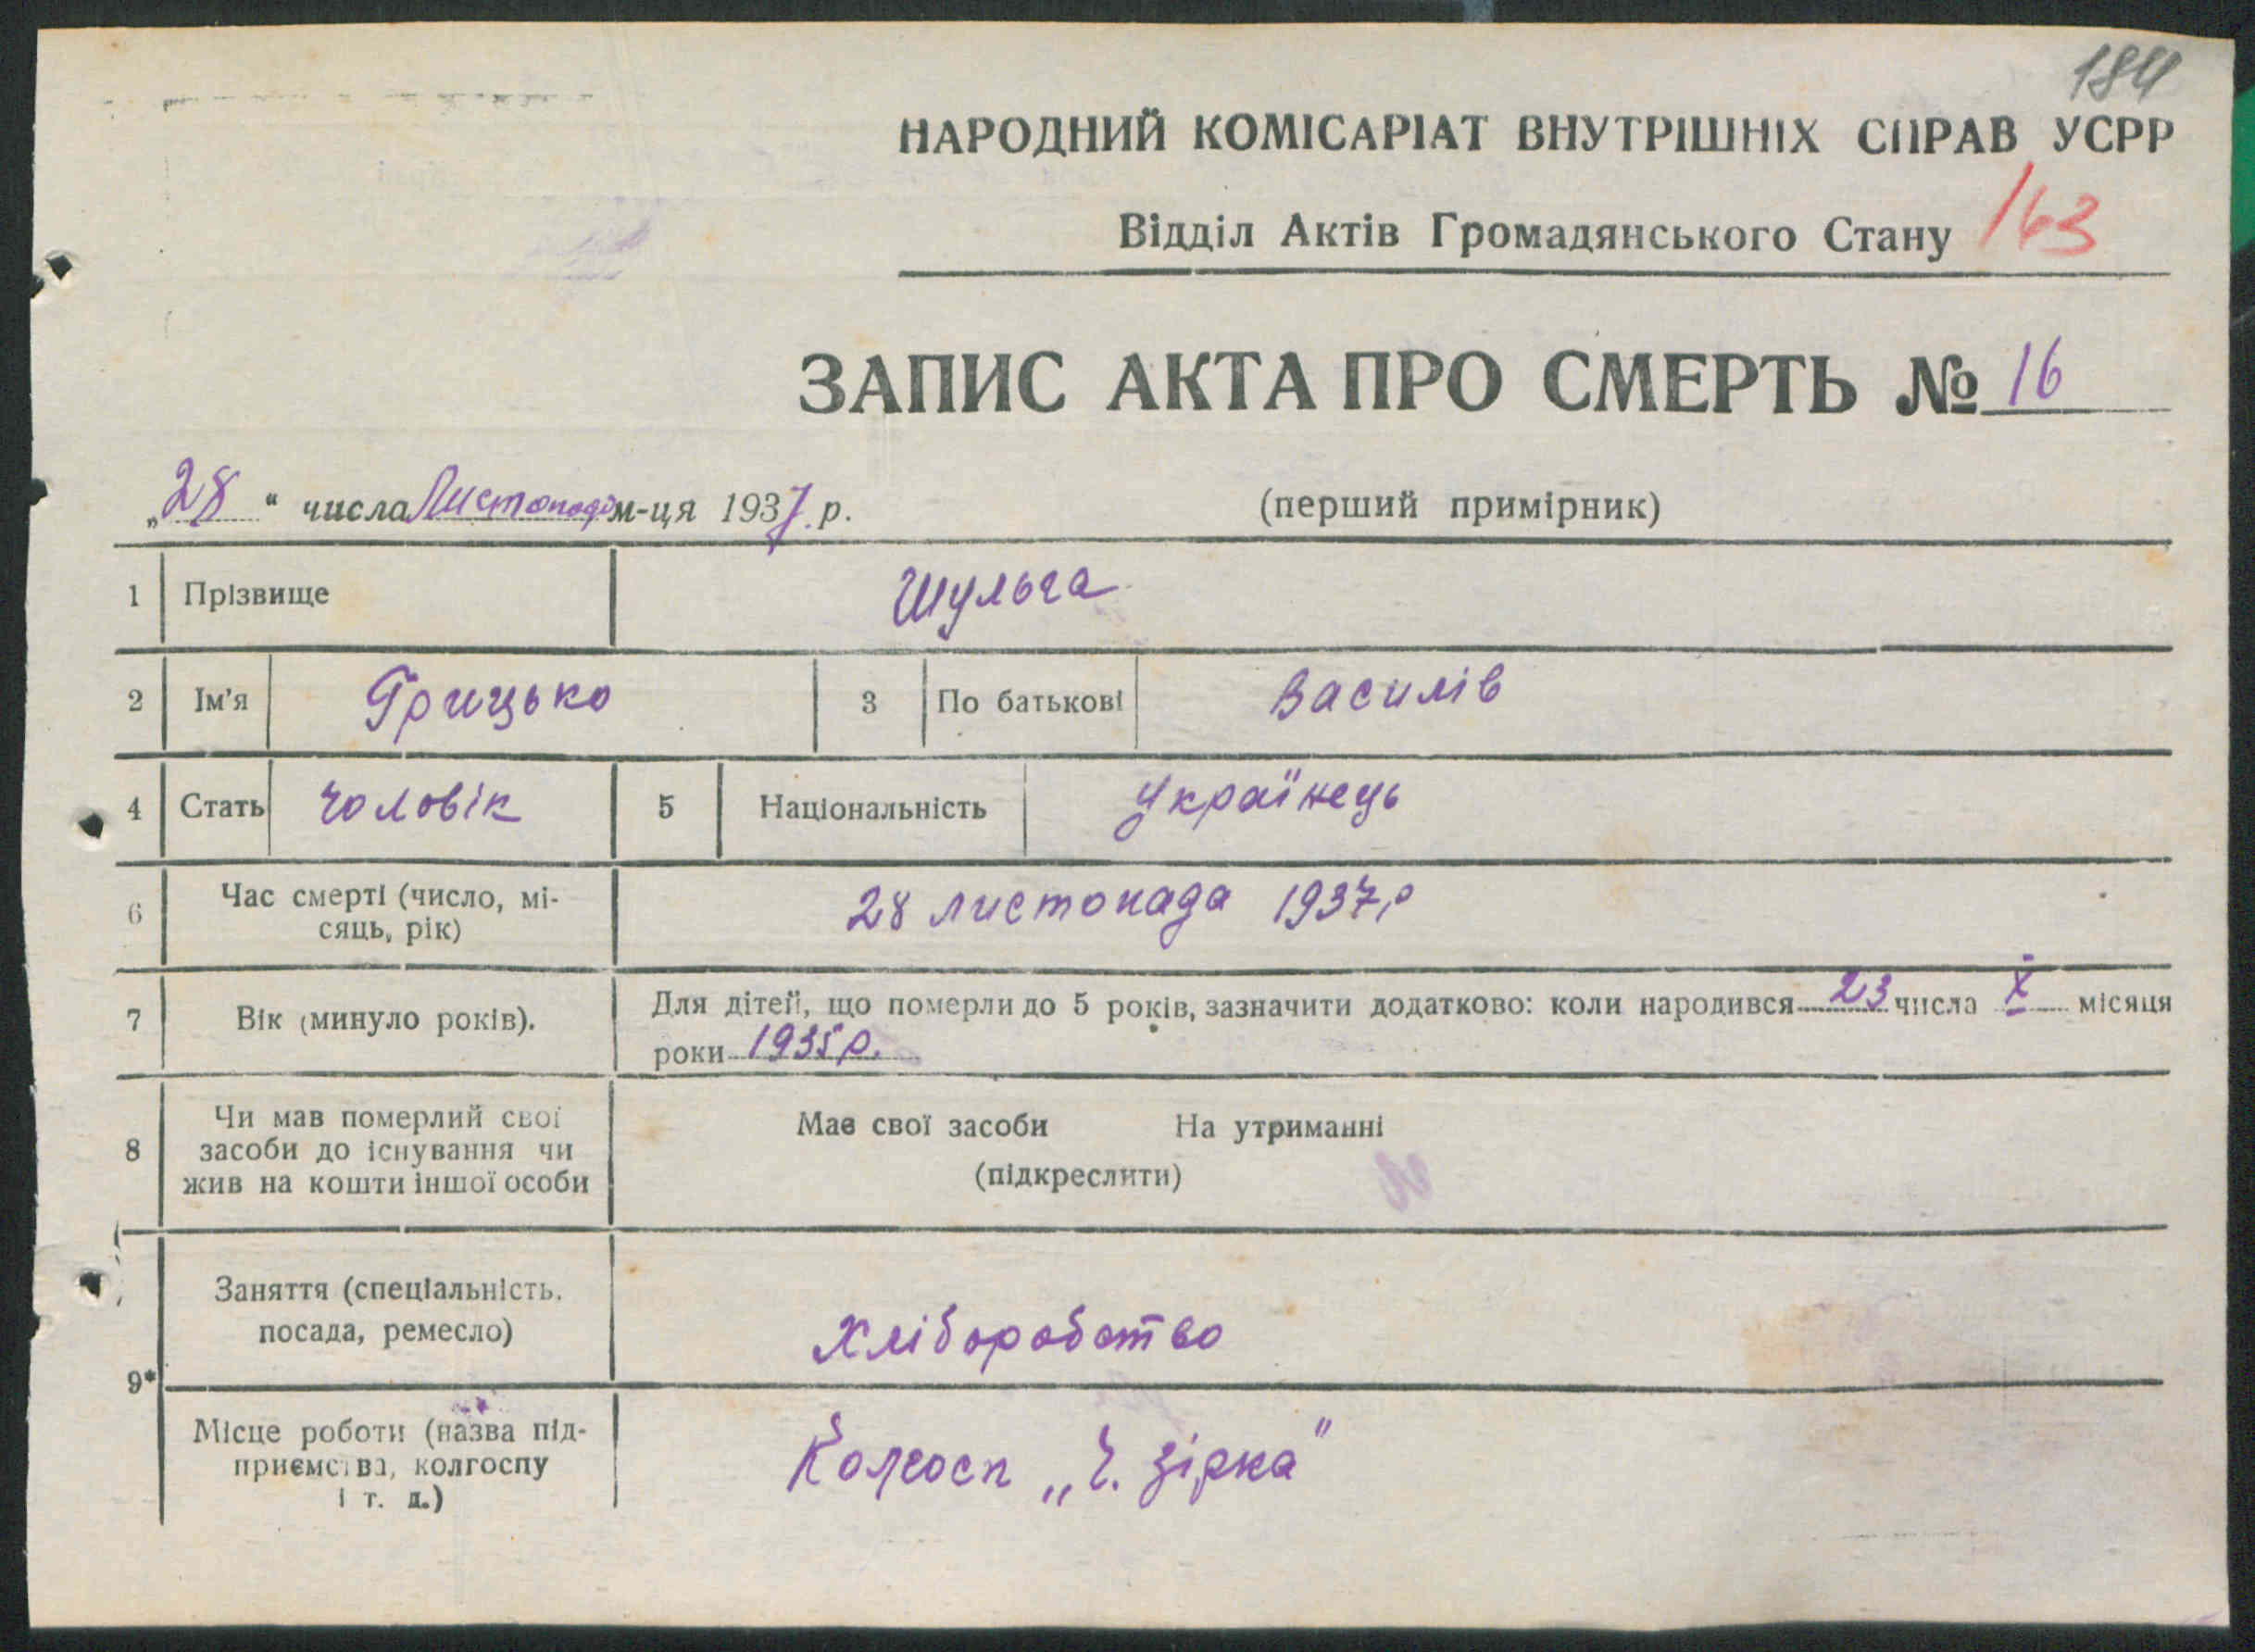 184
НАРОДНИЙ КОМІСАРІАТ ВНУТРІШНІХ СПРАВ УСРР
Відділ Актів Громадянського Стану 163
ЗАПИС АКТА ПРО СМЕРТЬ № 16
„28“ числа Листопада м-ця 1937 р.
(перший примірник)
1 Прізвище Шульга
2 Ім'я Грицько 3 По батькові Василів
4 Стать чоловік 5 Національність Українець
6 Час смерті (число, мі-
сяць, рік) 28 листопада 1937 р
7 Вік (минуло років). Для дітей, що померли до 5 років, зазначити додатково: коли народився 23 числа X місяця
роки 1935 р.
8 Чи мав померлий свої
засоби до існування чи
жив на кошти іншої особи
Має свої засоби На утриманні
(підкреслити)
9* Заняття (спеціальність.
посада, ремесло) Хлібороботво
Місце роботи (назва під-
приємства, колгоспу
і т. д.) Колгосп „Ч. зірка"